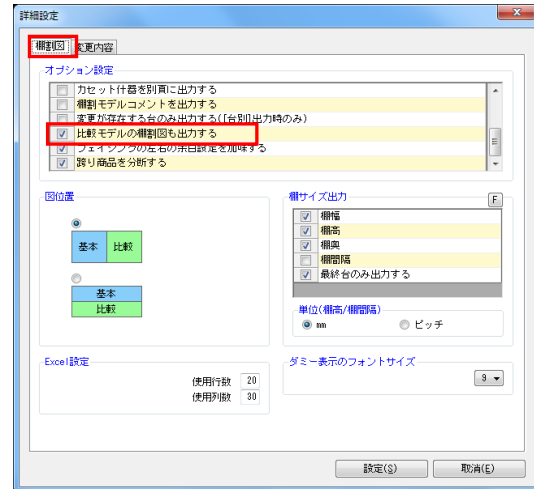 詳細設定
棚割図 変更内容
オプション設定
カセット什器を別頁に出力する
棚割モデルコメントを出力する
変更が存在する台のみ出力する([台別]出力時のみ)
比較モデルの棚割図も出力する
フェイシングの左右の余白設定を加味する
跨り商品を分断する
図位置
基本 比較
基本
比較
棚サイズ出力 F
棚幅
棚高
棚奥
棚間隔
最終台のみ出力する
単位(棚高/棚間隔)
mm ピッチ
Excel設定
使用行数 20
使用列数 30
ダミー表示のフォントサイズ
9
設定(S) 取消(E)